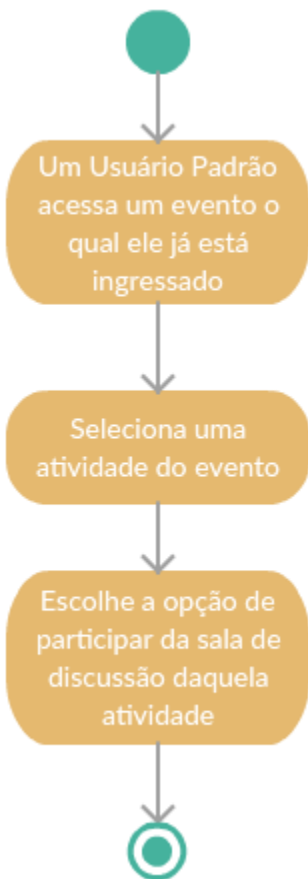 Um Usuário Padrão
acessa um evento o
qual ele já está
ingressado
Seleciona uma
atividade do evento
Escolhe a opção de
participar da sala de
discussão daquela
atividade